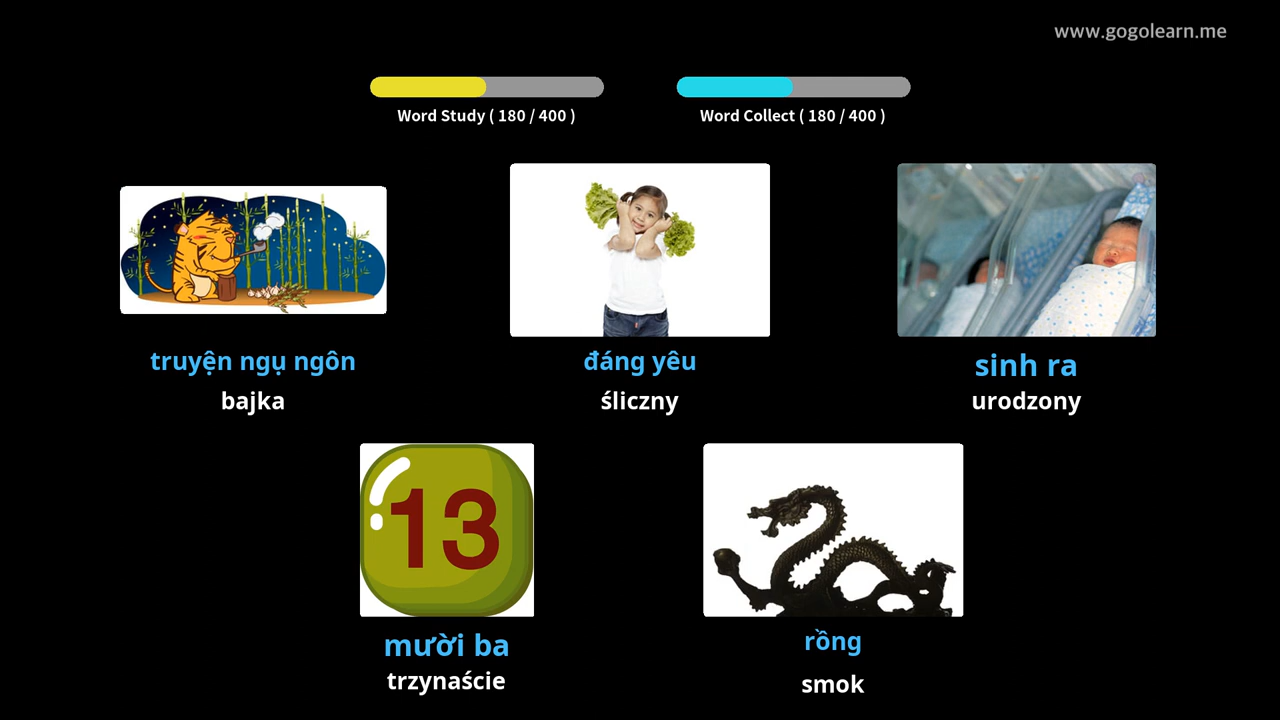 www.gogolearn.me
Word Study ( 180 / 400 )
Word Collect ( 180 / 400 )
truyện ngụ ngôn
bajka
đáng yêu
śliczny
sinh ra
urodzony
13
mười ba
trzynaście
rồng
smok